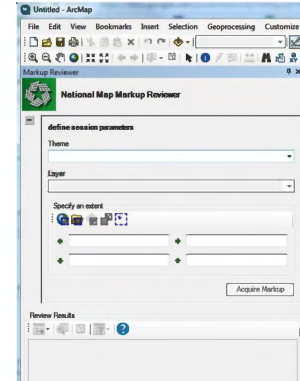 Untitled - ArcMap
File Edit View Bookmarks Insert Selection Geoprocessing Customize
Markup Reviewer
National Map Markup Reviewer
define session parameters
Theme
Layer
Specify an extent
Acquire Markup
Review Results